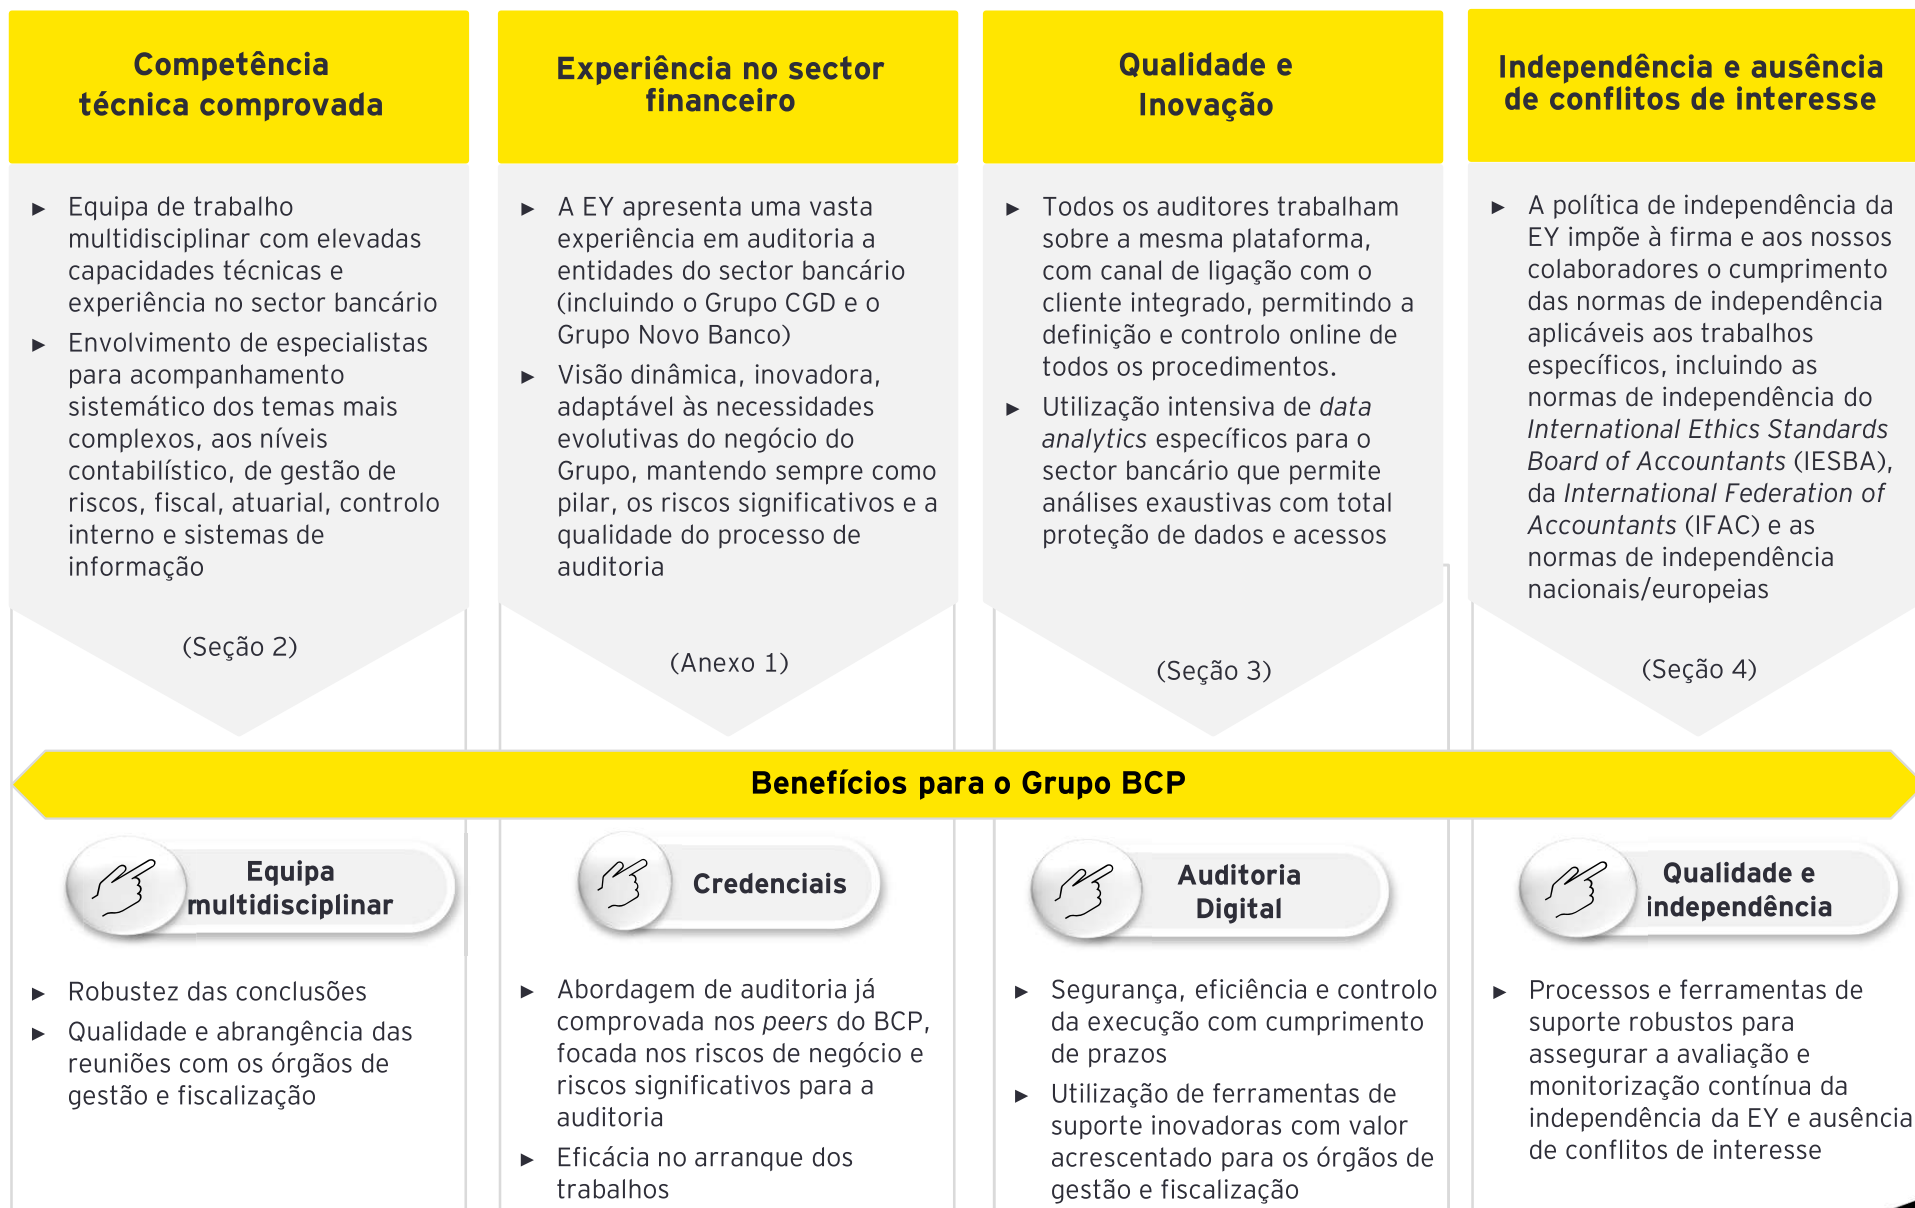 Competência
técnica comprovada
► Equipa de trabalho
multidisciplinar com elevadas
capacidades técnicas e
experiência no sector bancário
► Envolvimento de especialistas
para acompanhamento
sistemático dos temas mais
complexos, aos níveis
contabilístico, de gestão de
riscos, fiscal, atuarial, controlo
interno e sistemas de
informação
(Seção 2)
Experiência no sector
financeiro
► A EY apresenta uma vasta
experiência em auditoria a
entidades do sector bancário
(incluindo o Grupo CGD e o
Grupo Novo Banco)
► Visão dinâmica, inovadora,
adaptável às necessidades
evolutivas do negócio do
Grupo, mantendo sempre como
pilar, os riscos significativos e a
qualidade do processo de
auditoria
(Anexo 1)
Qualidade e
Inovação
► Todos os auditores trabalham
sobre a mesma plataforma,
com canal de ligação com o
cliente integrado, permitindo a
definição e controlo online de
todos os procedimentos.
► Utilização intensiva de data
analytics específicos para o
sector bancário que permite
análises exaustivas com total
proteção de dados e acessos
(Seção 3)
Independência e ausência
de conflitos de interesse
► A política de independência da
EY impõe à firma e aos nossos
colaboradores o cumprimento
das normas de independência
aplicáveis aos trabalhos
específicos, incluindo as
normas de independência do
International Ethics Standards
Board of Accountants (IESBA),
da International Federation of
Accountants (IFAC) e as
normas de independência
nacionais/europeias
(Seção 4)
Benefícios para o Grupo BCP
Equipa
multidisciplinar
► Robustez das conclusões
► Qualidade e abrangência das
reuniões com os órgãos de
gestão e fiscalização
Credenciais
► Abordagem de auditoria já
comprovada nos peers do BCP,
focada nos riscos de negócio e
riscos significativos para a
auditoria
► Eficácia no arranque dos
trabalhos
Auditoria
Digital
► Segurança, eficiência e controlo
da execução com cumprimento
de prazos
► Utilização de ferramentas de
suporte inovadoras com valor
acrescentado para os órgãos de
gestão e fiscalização
Qualidade e
independência
► Processos e ferramentas de
suporte robustos para
assegurar a avaliação e
monitorização contínua da
independência da EY e ausência
de conflitos de interesse